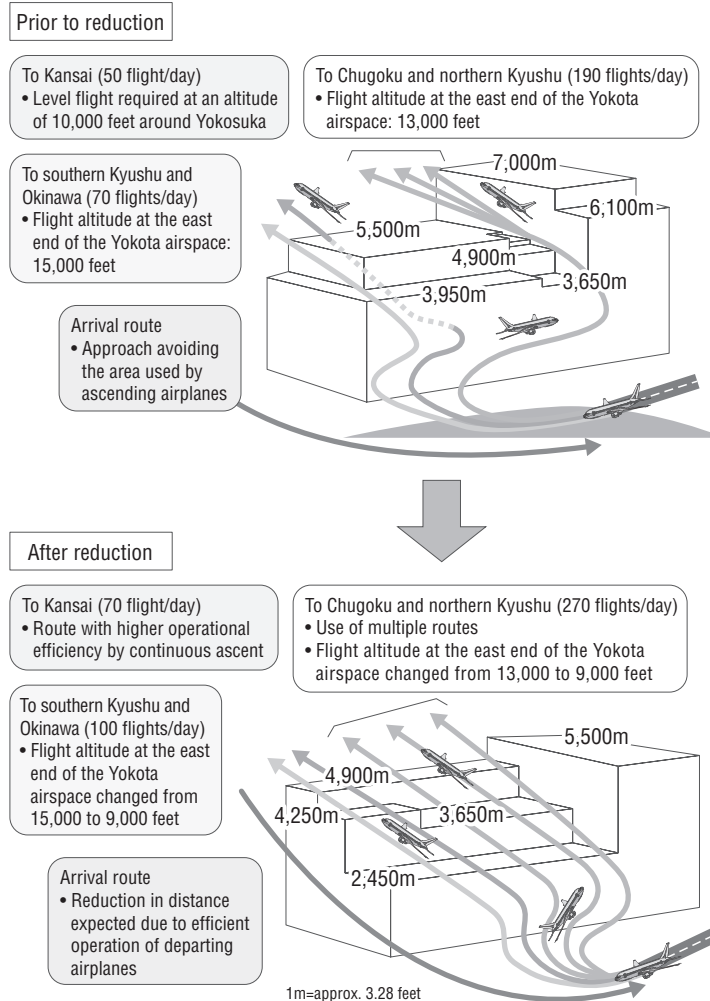 Prior to reduction
To Kansai (50 flight/day)
• Level flight required at an altitude
of 10,000 feet around Yokosuka
To Chugoku and northern Kyushu (190 flights/day)
• Flight altitude at the east end of the Yokota
airspace: 13,000 feet
To southern Kyushu and
Okinawa (70 flights/day)
• Flight altitude at the east
end of the Yokota airspace:
15,000 feet
7,000m
6,100m
5,500m
4,900m
3,650m
3,950m
Arrival route
• Approach avoiding
the area used by
ascending airplanes
After reduction
To Kansai (70 flight/day)
• Route with higher operational
efficiency by continuous ascent
To Chugoku and northern Kyushu (270 flights/day)
• Use of multiple routes
• Flight altitude at the east end of the Yokota
airspace changed from 13,000 to 9,000 feet
To southern Kyushu and
Okinawa (100 flights/day)
• Flight altitude at the east
end of the Yokota
airspace changed from
15,000 to 9,000 feet
5,500m
4,900m
4,250m
3,650m
2,450m
Arrival route
• Reduction in distance
expected due to efficient
operation of departing
airplanes
1m=approx. 3.28 feet